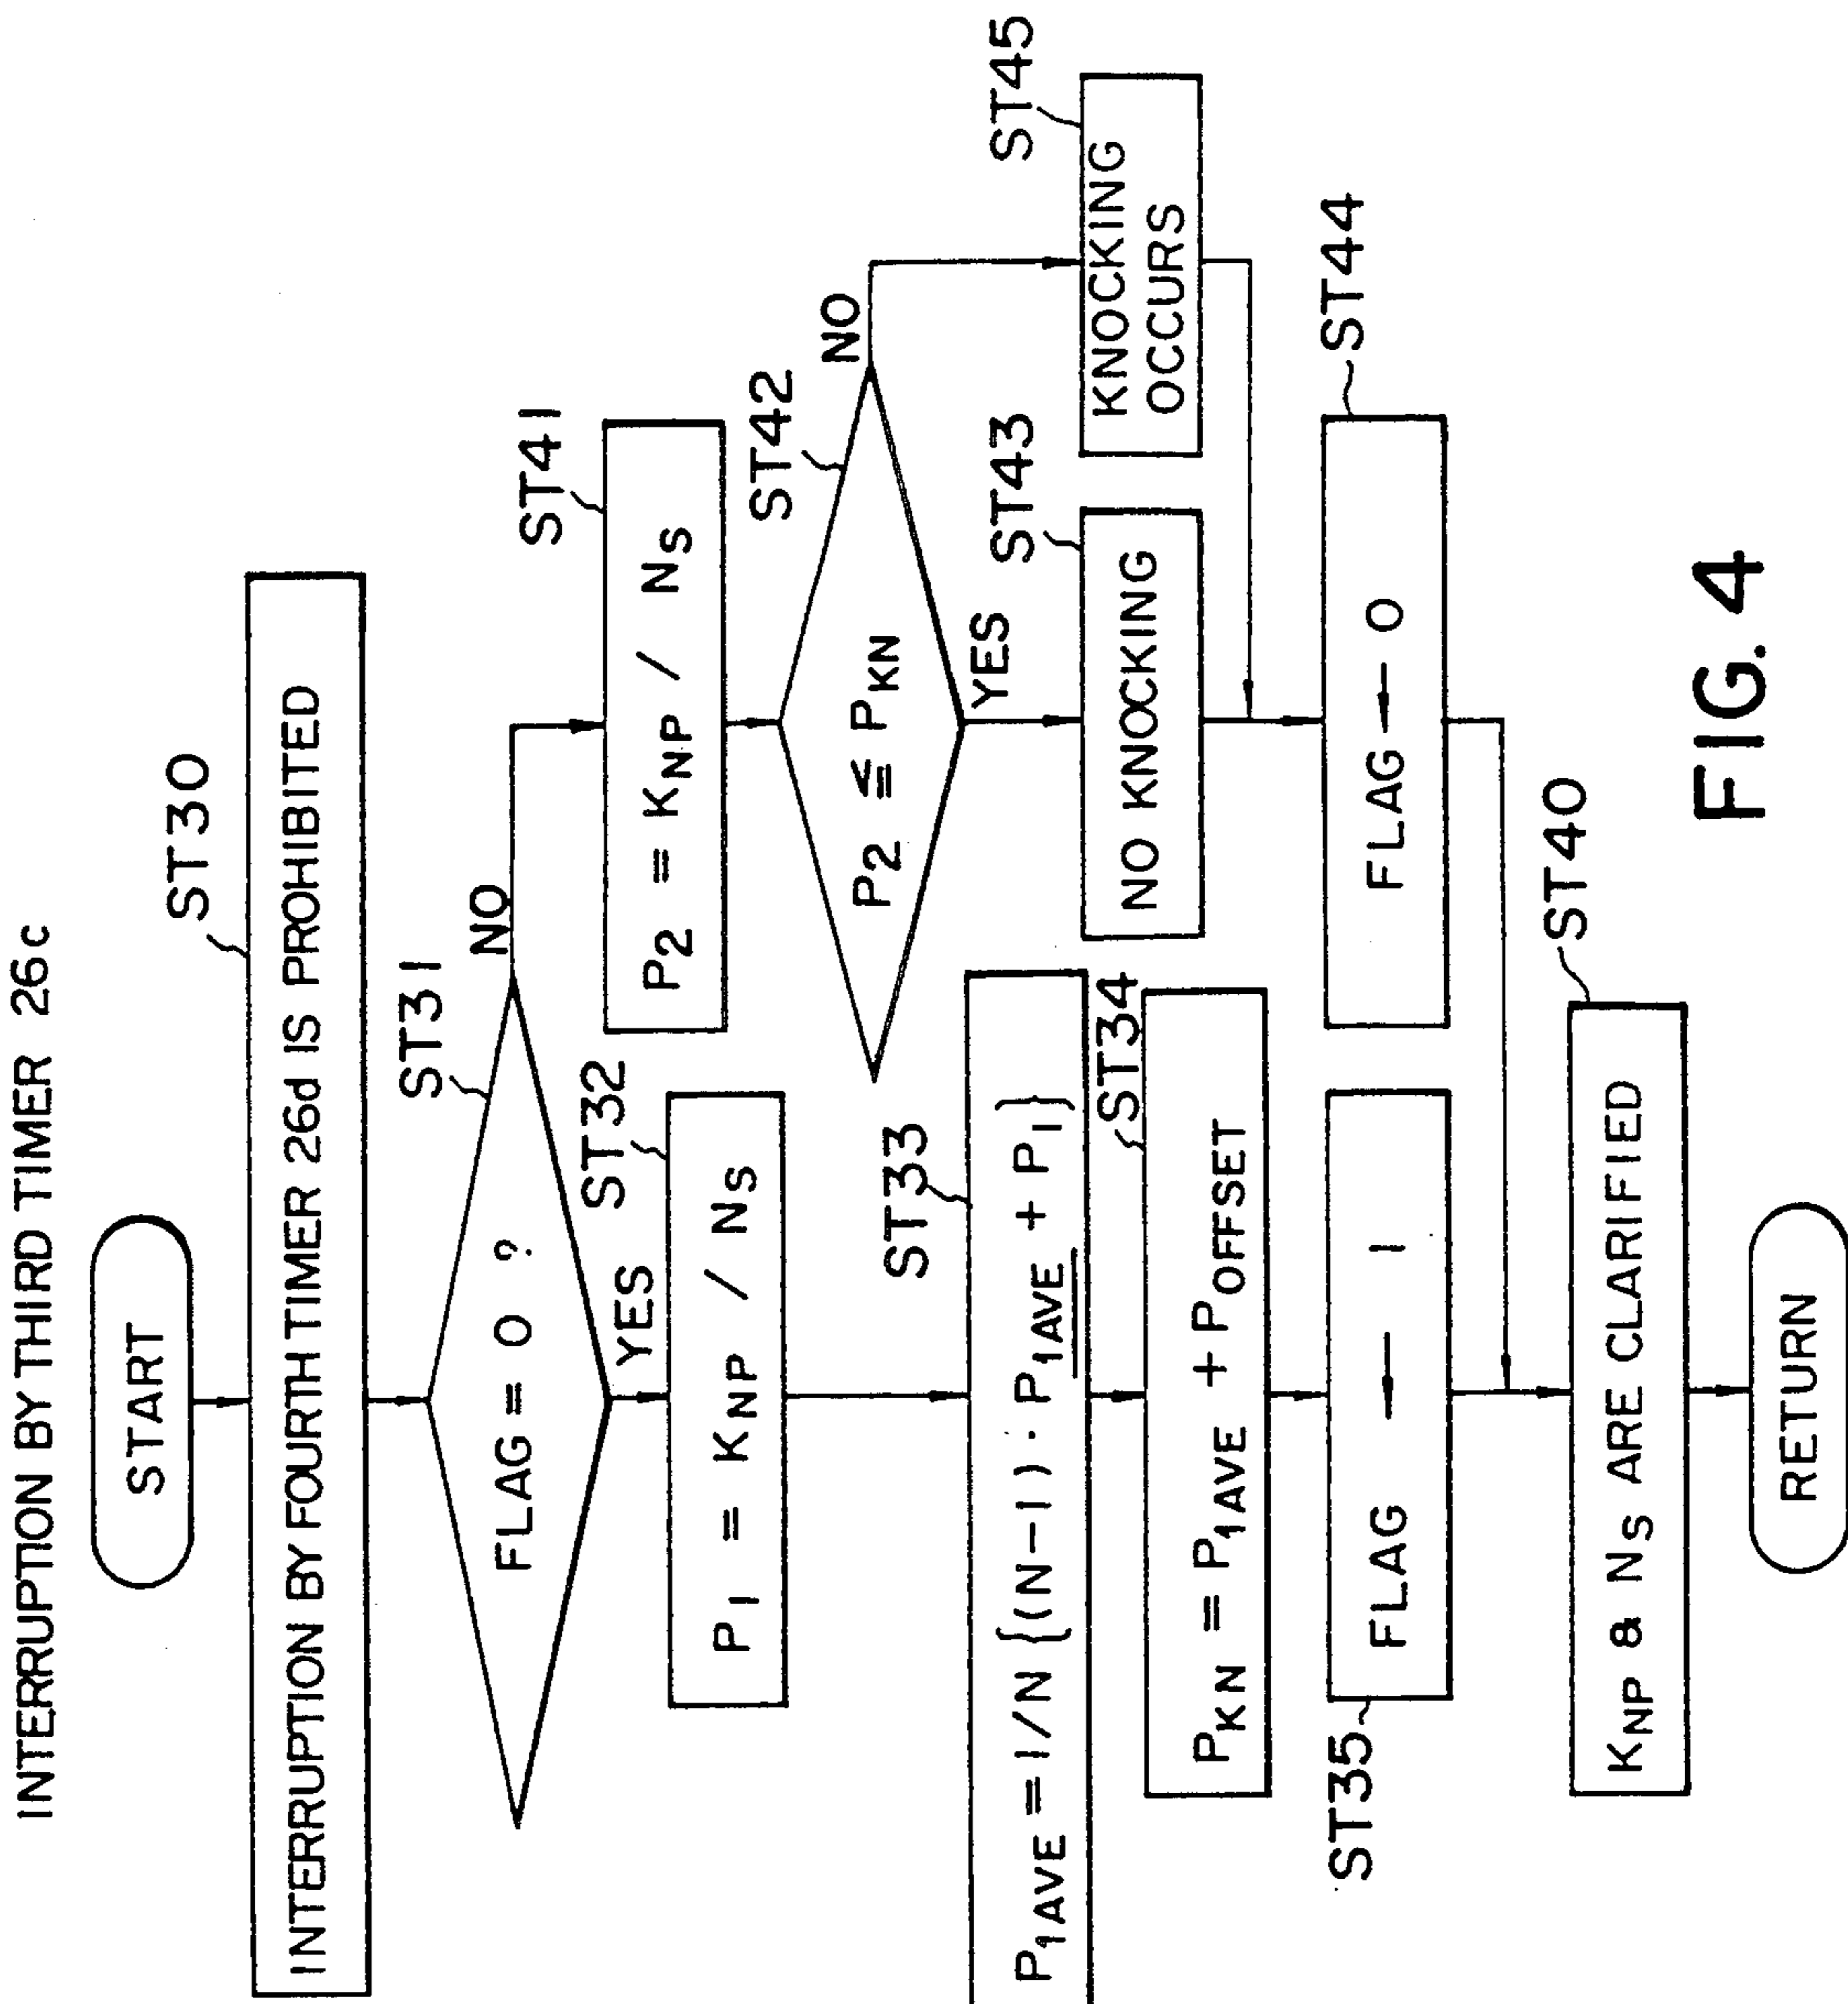 INTERRUPTION BY THIRD TIMER 26c
START
ST30
INTERRUPTION BY FOURTH TIMER 26d IS PROHIBITED
ST31
FLAG = 0 ?
NO
YES
ST32
P1 = KNP / NS
ST33
P1AVE = 1/N {(N-1) · P1AVE + P1}
ST34
PKN = P1AVE + POFFSET
ST35
FLAG ← 1
ST41
P2 = KNP / NS
ST42
P2 ≦ PKN
NO
YES
ST43
NO KNOCKING
ST45
KNOCKING
OCCURS
ST44
FLAG ← 0
ST40
KNP & NS ARE CLARIFIED
RETURN
FIG. 4